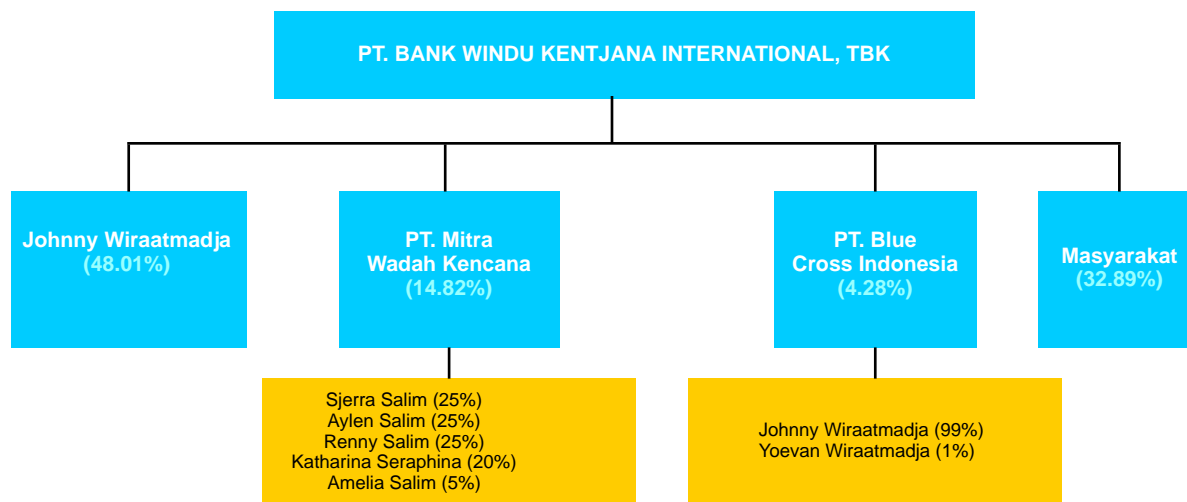 PT. BANK WINDU KENTJANA INTERNATIONAL, TBK
Johnny Wiraatmadja
(48.01%)
PT. Mitra
Wadah Kencana
(14.82%)
PT. Blue
Cross Indonesia
(4.28%)
Masyarakat
(32.89%)
Sjerra Salim (25%)
Aylen Salim (25%)
Renny Salim (25%)
Katharina Seraphina (20%)
Amelia Salim (5%)
Johnny Wiraatmadja (99%)
Yoevan Wiraatmadja (1%)